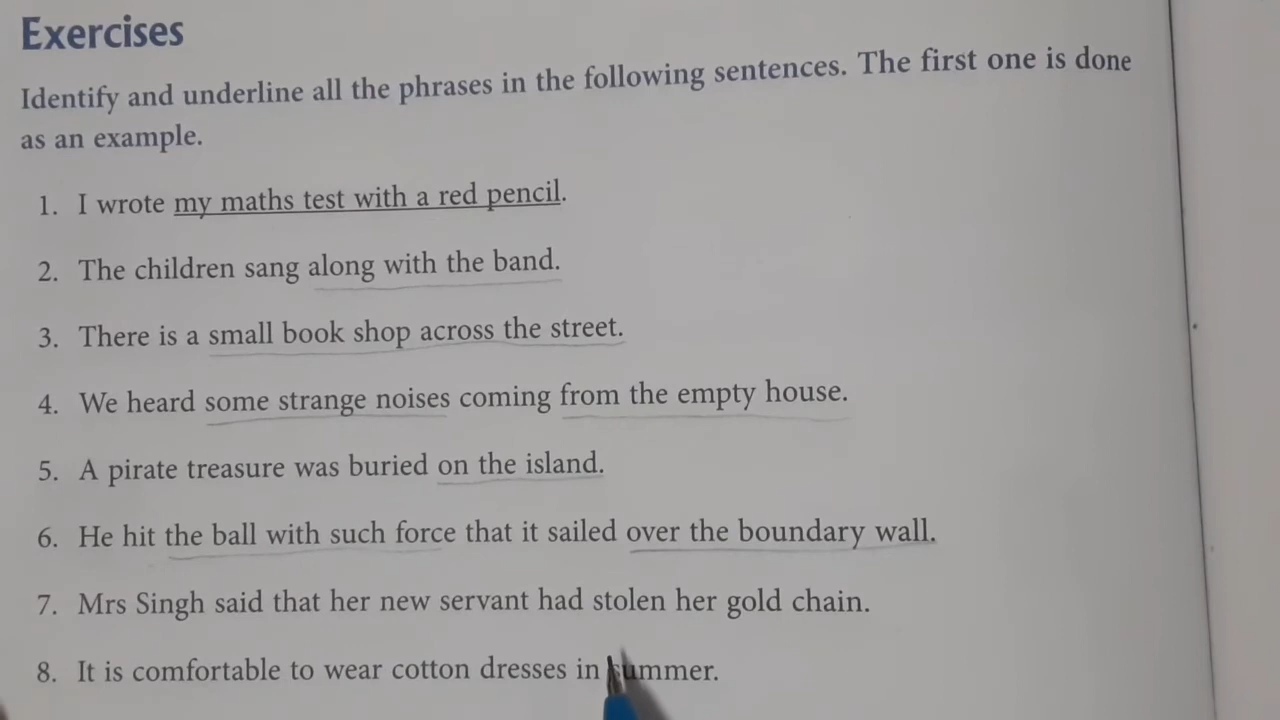 Exercises
Identify and underline all the phrases in the following sentences. The first one is done
as an example.
1. I wrote my maths test with a red pencil.
2. The children sang along with the band.
3. There is a small book shop across the street.
4. We heard some strange noises coming from the empty house.
5. A pirate treasure was buried on the island.
6. He hit the ball with such force that it sailed over the boundary wall.
7. Mrs Singh said that her new servant had stolen her gold chain.
8. It is comfortable to wear cotton dresses in summer.